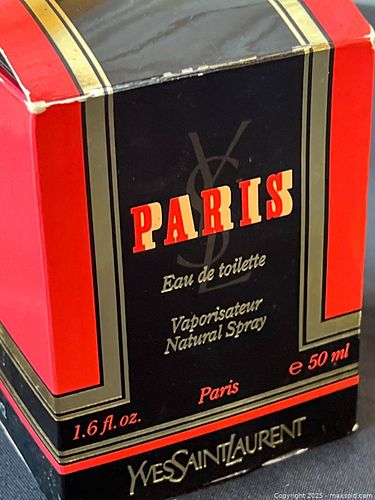 YSL
PARIS
Eau de toilette
Vaporisateur
Natural Spray
Paris
1.6 fl. oz.
e 50 ml
YVESSAINTLAURENT
Copyright 2025 - maxsold.com